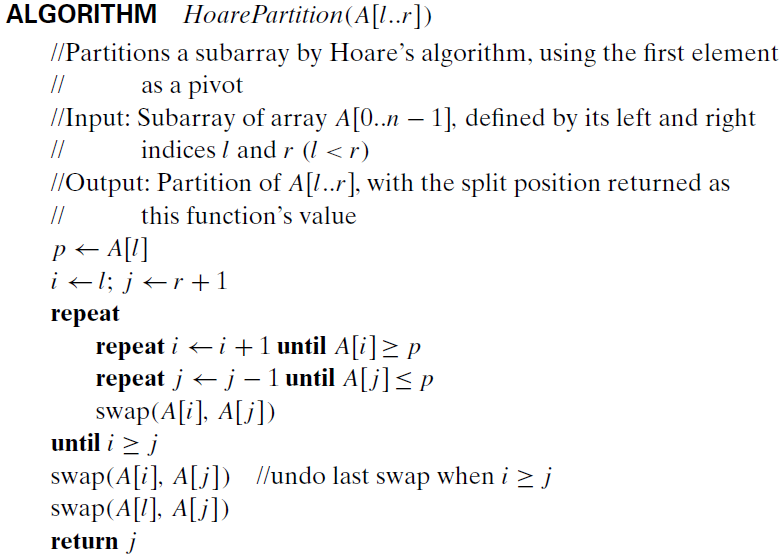 ALGORITHM HoarePartition(A[l..r])
//Partitions a subarray by Hoare's algorithm, using the first element
// as a pivot
//Input: Subarray of array A[0..n − 1], defined by its left and right
// indices l and r (l < r)
//Output: Partition of A[l..r], with the split position returned as
// this function's value
p ← A[l]
i ← l; j ← r + 1
repeat
repeat i ← i + 1 until A[i] ≥ p
repeat j ← j − 1 until A[j] ≤ p
swap(A[i], A[j])
until i ≥ j
swap(A[i], A[j]) //undo last swap when i ≥ j
swap(A[l], A[j])
return j